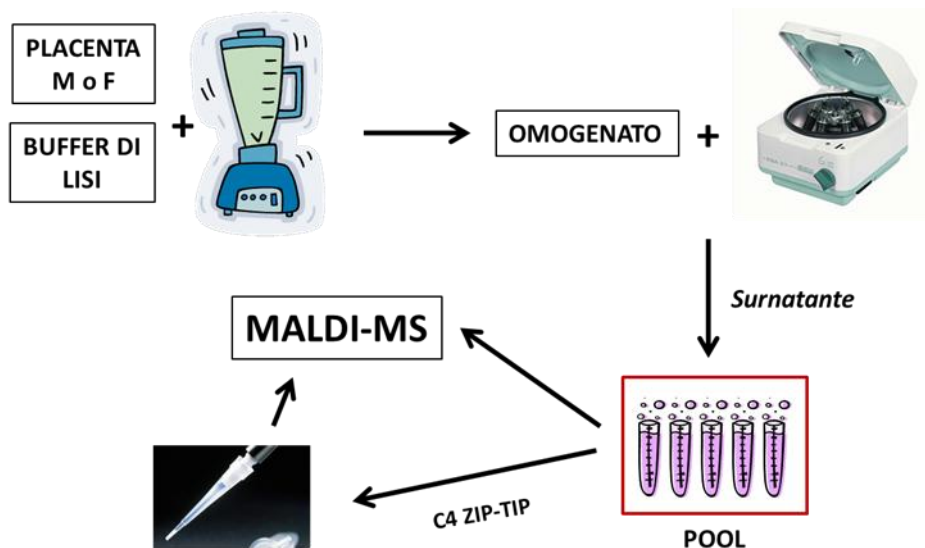 PLACENTA
M o F
BUFFER DI
LISI
+
OMOGENATO
+
Surnatante
MALDI-MS
C4 ZIP-TIP
POOL